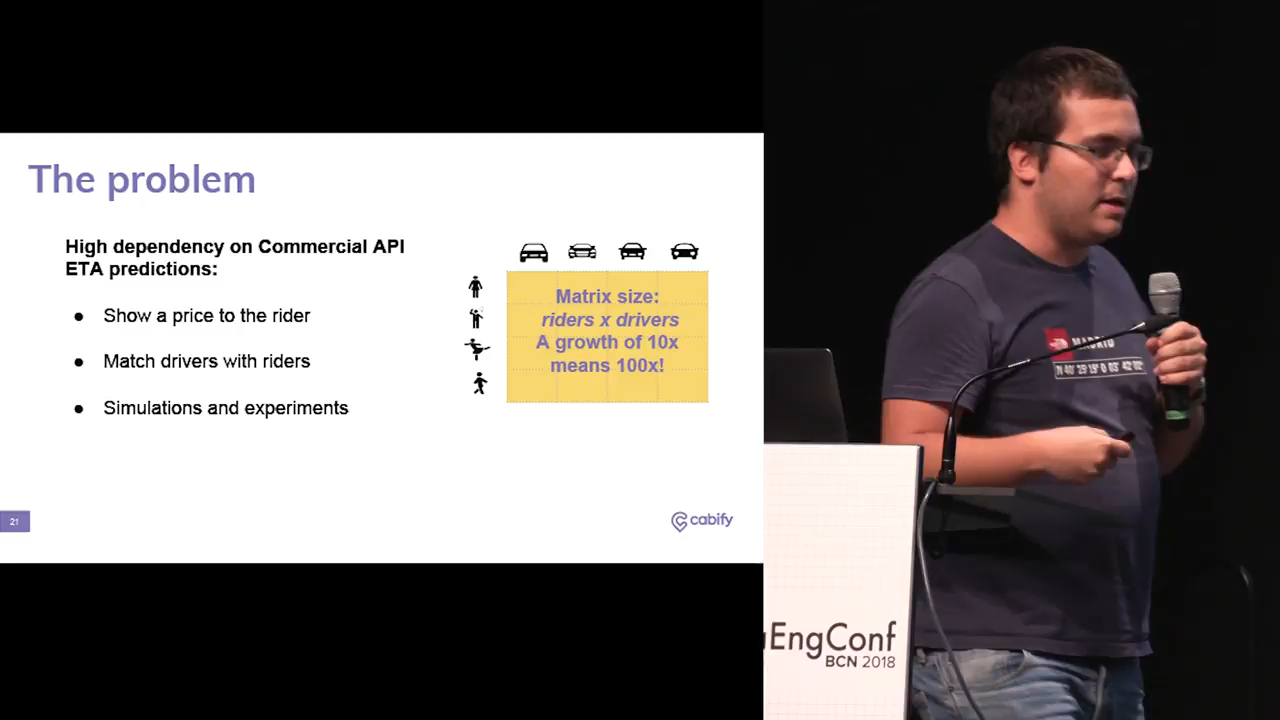 The problem
High dependency on Commercial API
ETA predictions:
● Show a price to the rider
● Match drivers with riders
● Simulations and experiments
Matrix size:
riders x drivers
A growth of 10x
means 100x!
21
cabify
MADRID
EngConf
BCN 2018